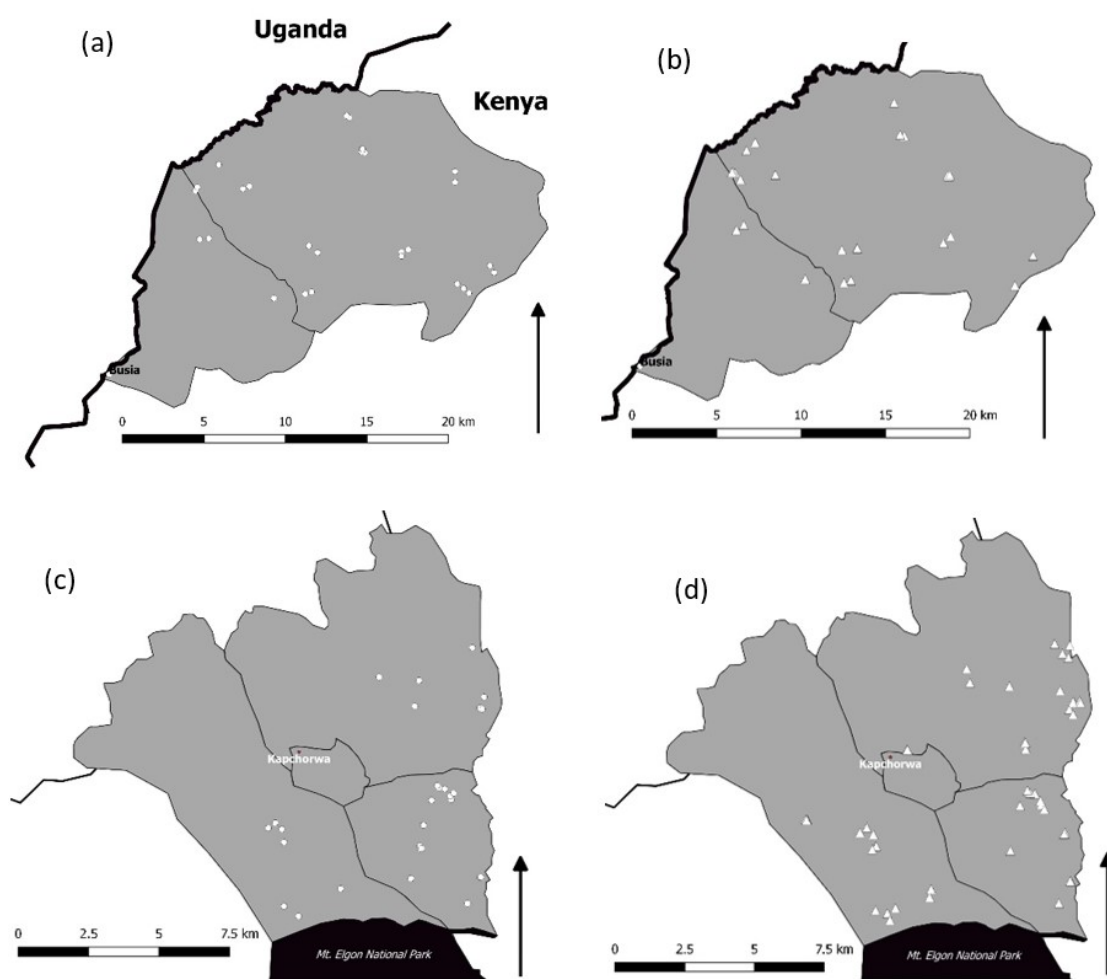 (a)
Uganda
Kenya
Busia
0 5 10 15 20 km
(b)
Busia
0 5 10 15 20 km
(c)
Kapchorwa
0 2.5 5 7.5 km
Mt. Elgon National Park
(d)
Kapchorwa
0 2.5 5 7.5 km
Mt. Elgon National Park